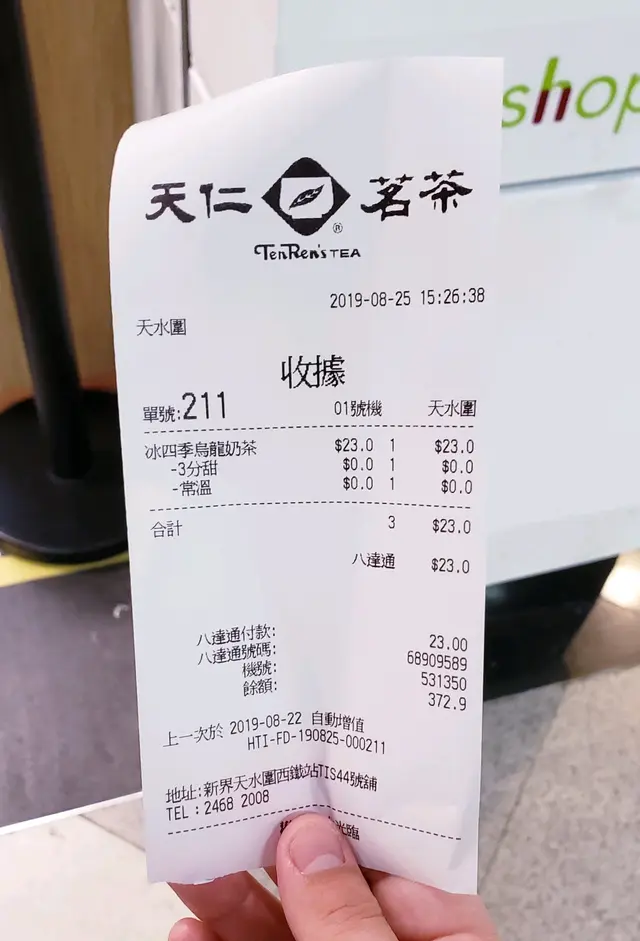 shop
天仁 茗茶
TenRen's TEA
2019-08-25 15:26:38
天水圍
收據
單號:211 01號機 天水圍
冰四季烏龍奶茶 $23.0 1 $23.0
-3分甜 $0.0 1 $0.0
-常溫 $0.0 1 $0.0
合計 3 $23.0
八達通 $23.0
八達通付款: 23.00
八達通號碼: 68909589
機號: 531350
餘額: 372.9
上一次於 2019-08-22 自動增值
HTI-FD-190825-000211
地址:新界天水圍西鐵站TIS44號舖
TEL:2468 2008
光臨